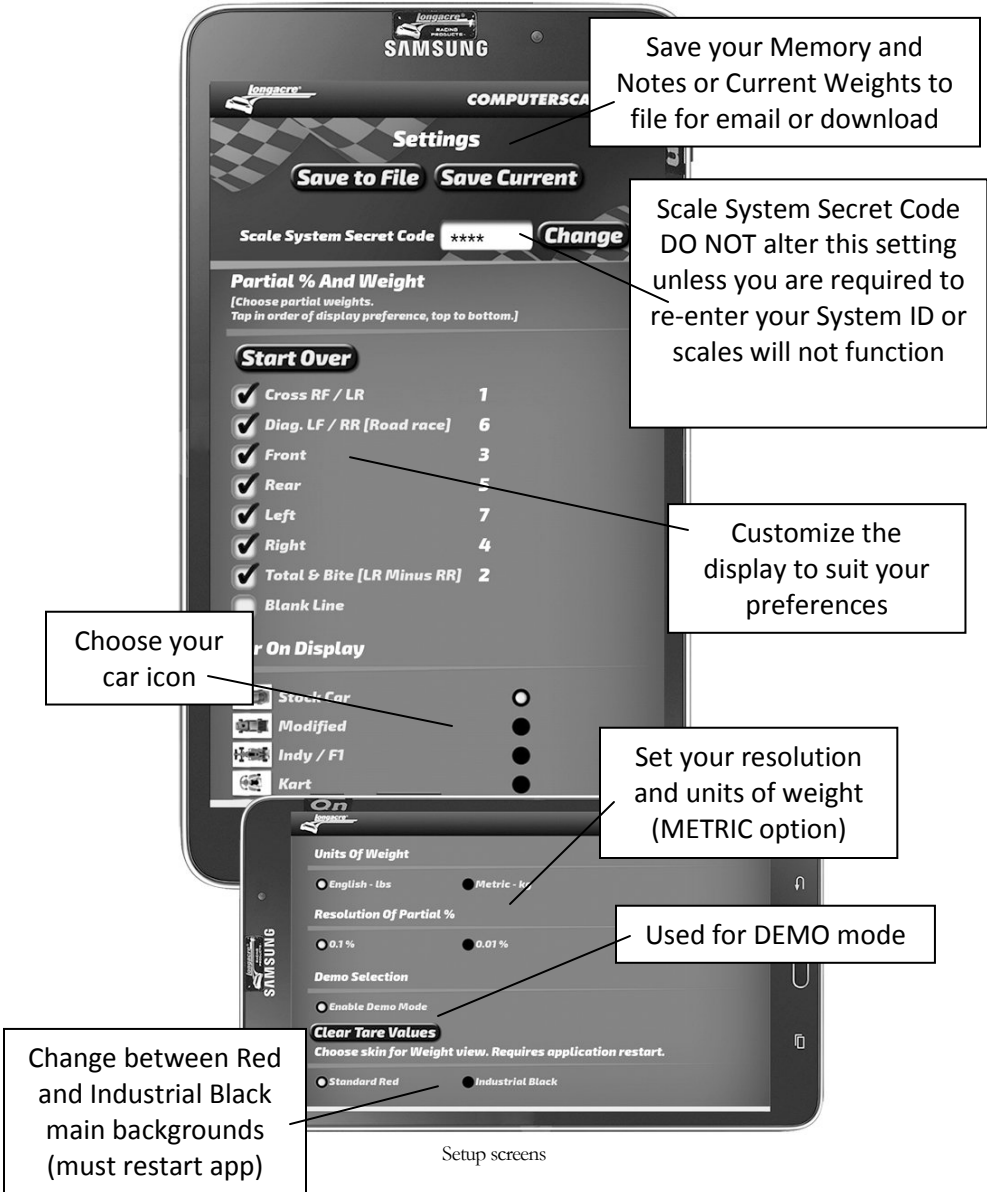 Longacre®
RACING
PRODUCTS
SAMSUNG
Save your Memory and
Notes or Current Weights to
file for email or download
Longacre®
COMPUTERSCA
Settings
Save to File
Save Current
Scale System Secret Code
****
Change
Scale System Secret Code
DO NOT alter this setting
unless you are required to
re-enter your System ID or
scales will not function
Partial % And Weight
[Choose partial weights.
Tap in order of display preference, top to bottom.]
Start Over
Cross RF / LR 1
Diag. LF / RR [Road race] 6
Front 3
Rear 5
Left 7
Right 4
Total & Bite [LR Minus RR] 2
Blank Line
Customize the
display to suit your
preferences
Choose your
car icon
r On Display
Stock Car
Modified
Indy / F1
Kart
Set your resolution
and units of weight
(METRIC option)
On
Longacre®
Units Of Weight
English - lbs
Metric - kg
Resolution Of Partial %
0.1 %
0.01 %
Used for DEMO mode
SAMSUNG
Demo Selection
Enable Demo Mode
Clear Tare Values
Choose skin for Weight view. Requires application restart.
Standard Red
Industrial Black
Change between Red
and Industrial Black
main backgrounds
(must restart app)
Setup screens